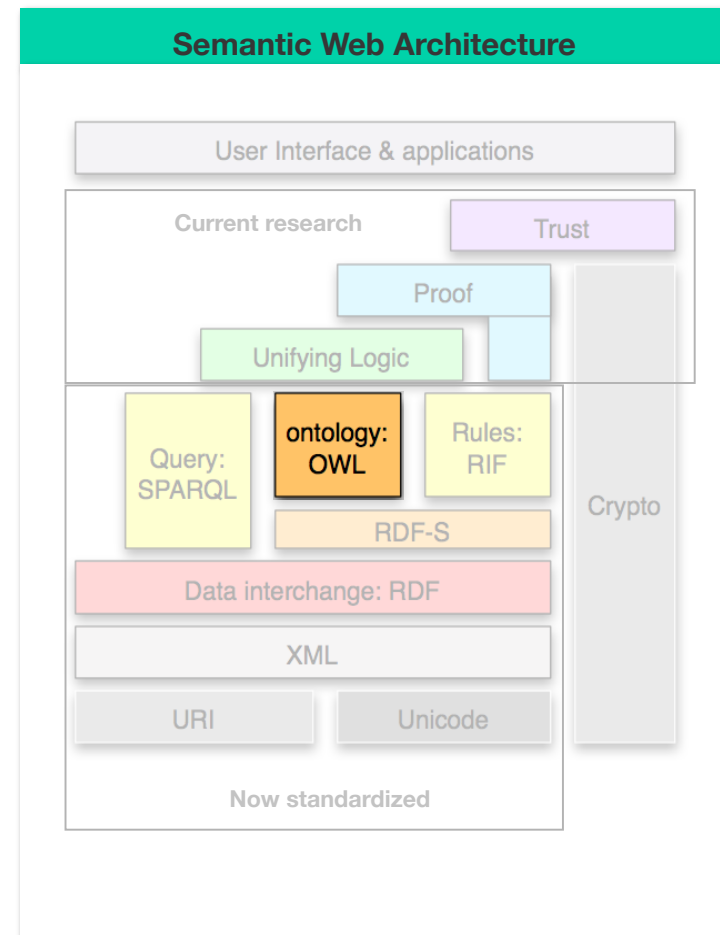 Semantic Web Architecture
User Interface & applications
Current research
Trust
Proof
Unifying Logic
ontology:
OWL
Rules:
RIF
Query:
SPARQL
Crypto
RDF-S
Data interchange: RDF
XML
URI
Unicode
Now standardized